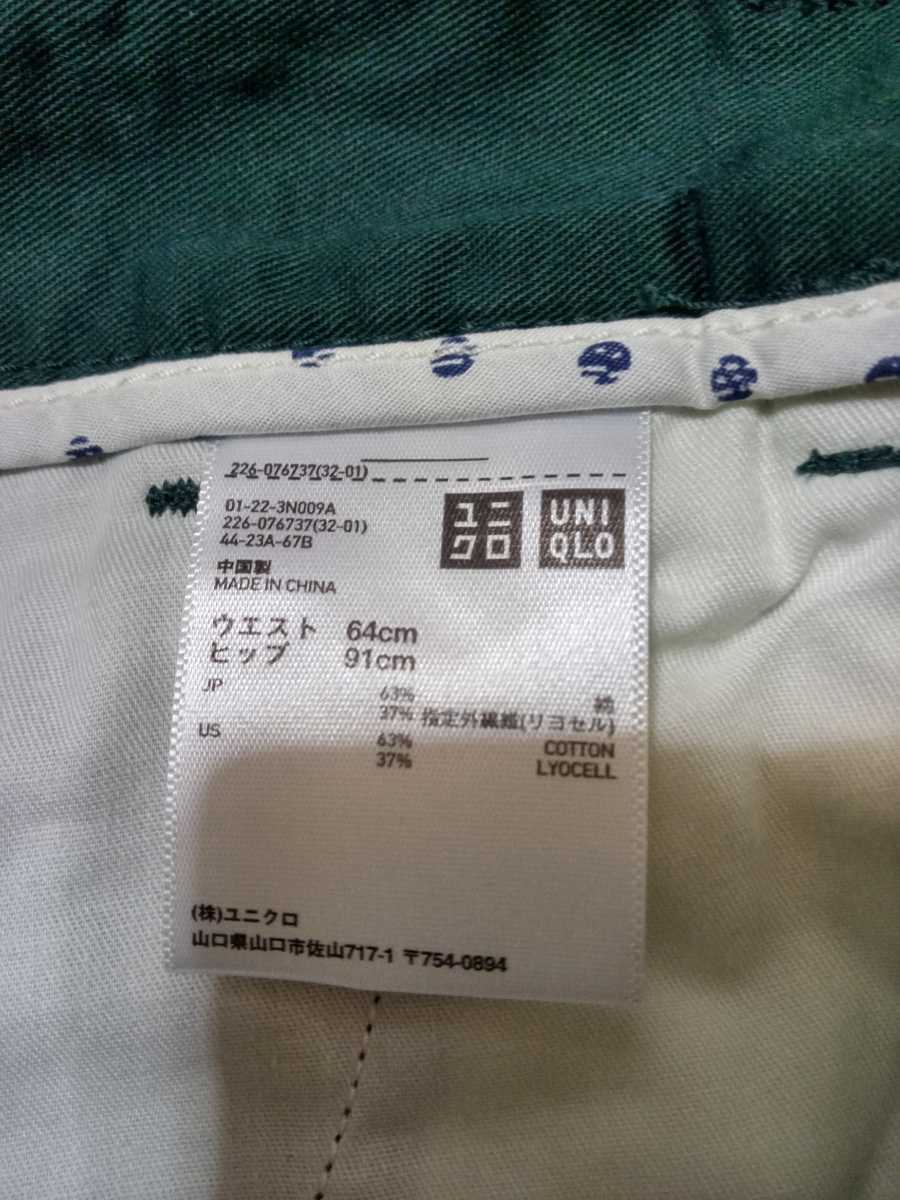 226-076737(32-01)
01-22-3N009A
226-076737(32-01)
44-23A-67B
ユニクロ
UNIQLO
中国製
MADE IN CHINA
ウエスト 64cm
ヒップ 91cm
JP 63% 綿
37% 指定外繊維(リヨセル)
US 63% COTTON
37% LYOCELL
(株)ユニクロ
山口県山口市佐山717-1 〒754-0894